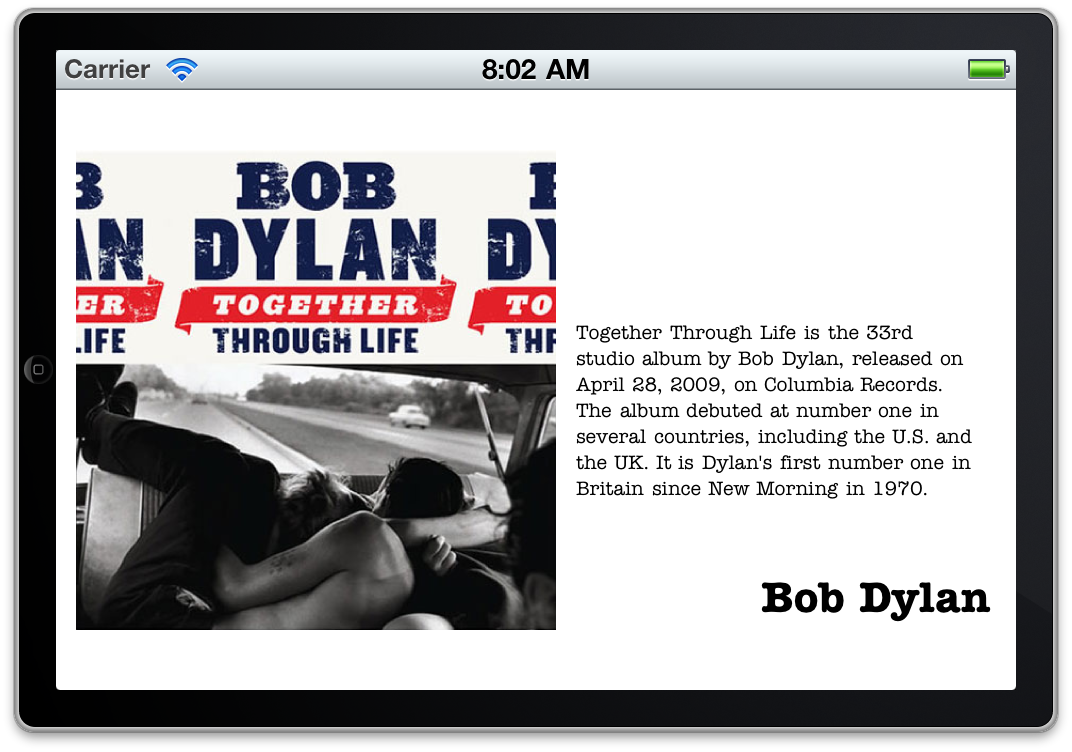 Carrier 8:02 AM
B BOB B
AN DYLAN DY
ER TOGETHER TO
LIFE THROUGH LIFE THR
Together Through Life is the 33rd
studio album by Bob Dylan, released on
April 28, 2009, on Columbia Records.
The album debuted at number one in
several countries, including the U.S. and
the UK. It is Dylan's first number one in
Britain since New Morning in 1970.
Bob Dylan